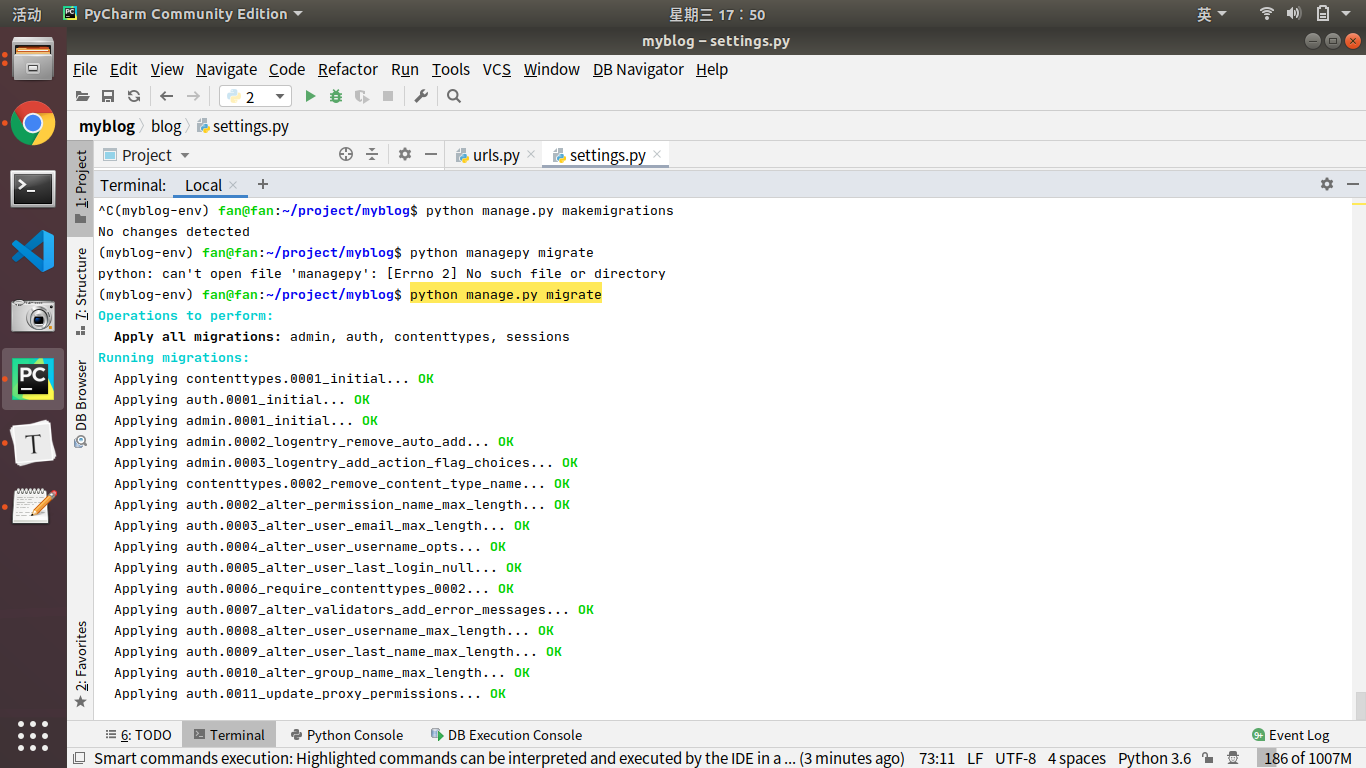 活动 PyCharm Community Edition 星期三 17：50 英
myblog – settings.py
File Edit View Navigate Code Refactor Run Tools VCS Window DB Navigator Help
2
myblog blog settings.py
1: Project
Project urls.py settings.py
Terminal: Local
^C(myblog-env) fan@fan:~/project/myblog$ python manage.py makemigrations
No changes detected
(myblog-env) fan@fan:~/project/myblog$ python managepy migrate
python: can't open file 'managepy': [Errno 2] No such file or directory
(myblog-env) fan@fan:~/project/myblog$ python manage.py migrate
Operations to perform:
Apply all migrations: admin, auth, contenttypes, sessions
Running migrations:
Applying contenttypes.0001_initial... OK
Applying auth.0001_initial... OK
Applying admin.0001_initial... OK
Applying admin.0002_logentry_remove_auto_add... OK
Applying admin.0003_logentry_add_action_flag_choices... OK
Applying contenttypes.0002_remove_content_type_name... OK
Applying auth.0002_alter_permission_name_max_length... OK
Applying auth.0003_alter_user_email_max_length... OK
Applying auth.0004_alter_user_username_opts... OK
Applying auth.0005_alter_user_last_login_null... OK
Applying auth.0006_require_contenttypes_0002... OK
Applying auth.0007_alter_validators_add_error_messages... OK
Applying auth.0008_alter_user_username_max_length... OK
Applying auth.0009_alter_user_last_name_max_length... OK
Applying auth.0010_alter_group_name_max_length... OK
Applying auth.0011_update_proxy_permissions... OK
7: Structure
DB Browser
2: Favorites
PC
T
6: TODO Terminal Python Console DB Execution Console 9+ Event Log
Smart commands execution: Highlighted commands can be interpreted and executed by the IDE in a ... (3 minutes ago) 73:11 LF UTF-8 4 spaces Python 3.6 186 of 1007M